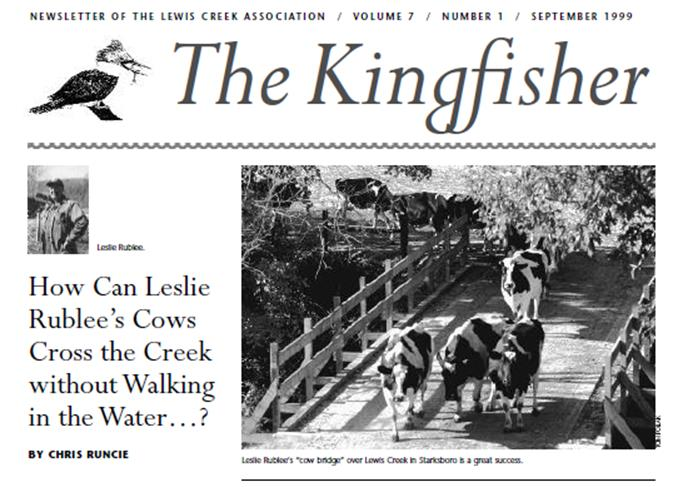 NEWSLETTER OF THE LEWIS CREEK ASSOCIATION / VOLUME 7 / NUMBER 1 / SEPTEMBER 1999
The Kingfisher
Leslie Rublee.
How Can Leslie
Rublee's Cows
Cross the Creek
without Walking
in the Water…?
BY CHRIS RUNCIE
Leslie Rublee's "cow bridge" over Lewis Creek in Starksboro is a great success.